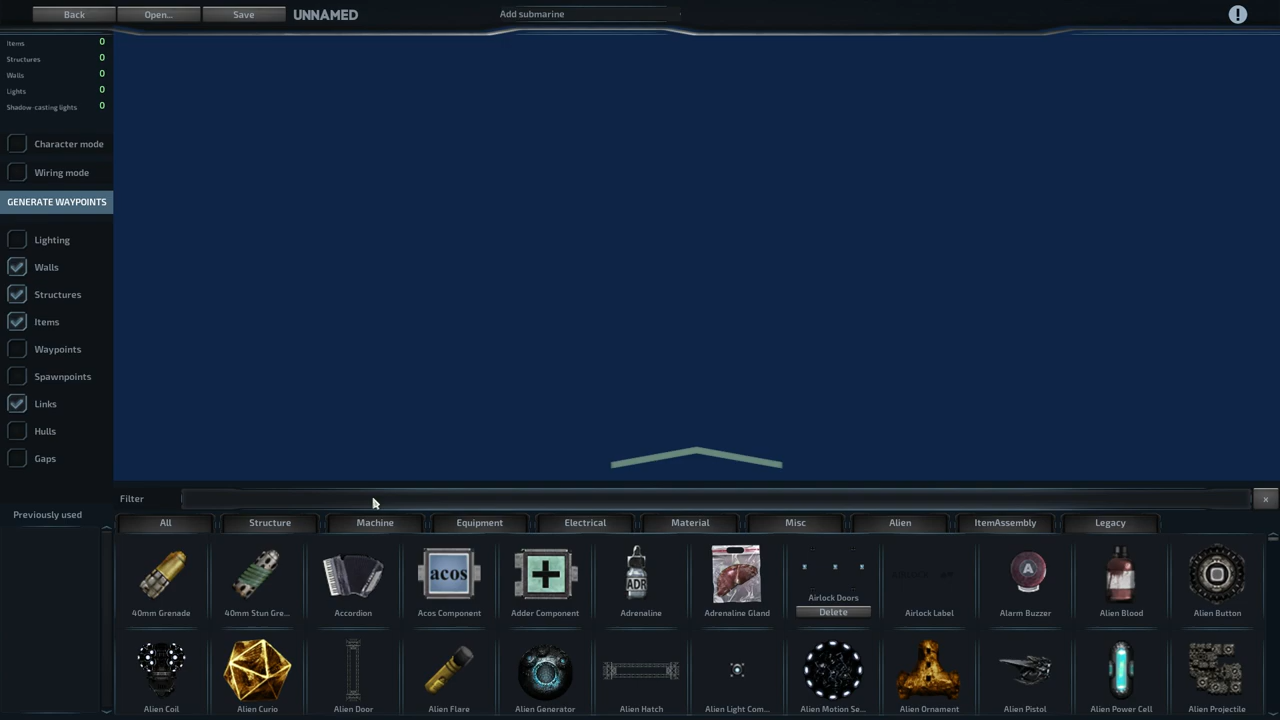 Back
Open...
Save
UNNAMED
Add submarine
Items 0
Structures 0
Walls 0
Lights 0
Shadow-casting lights 0
Character mode
Wiring mode
GENERATE WAYPOINTS
Lighting
Walls
Structures
Items
Waypoints
Spawnpoints
Links
Hulls
Gaps
Previously used
Filter
x
All
Structure
Machine
Equipment
Electrical
Material
Misc
Alien
ItemAssembly
Legacy
acos
ADR
A
40mm Grenade
40mm Stun Gre...
Accordion
Acos Component
Adder Component
Adrenaline
Adrenaline Gland
Airlock Doors
Delete
Airlock Label
Alarm Buzzer
Alien Blood
Alien Button
Alien Coil
Alien Curio
Alien Door
Alien Flare
Alien Generator
Alien Hatch
Alien Light Com...
Alien Motion Se...
Alien Ornament
Alien Pistol
Alien Power Cell
Alien Projectile